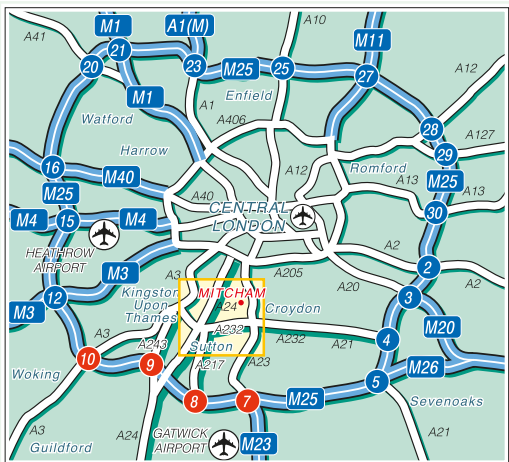 A41
M1
A1(M)
A10
M11
21
20
23
M25
25
27
A12
M1
A1
Enfield
Watford
A406
28
A127
Harrow
29
16
M40
A12
Romford
M25
M25
A40
A13
A13
CENTRAL
LONDON
30
M4
15
M4
HEATHROW
AIRPORT
A2
M3
A3
A205
2
A20
A2
12
Kingston
Upon
Thames
MITCHAM
A24
Croydon
3
M3
A232
A232
M20
A3
A243
Sutton
A21
4
10
9
A217
A23
M26
Woking
8
7
M25
5
Sevenoaks
A3
Guildford
A24
GATWICK
AIRPORT
M23
A21